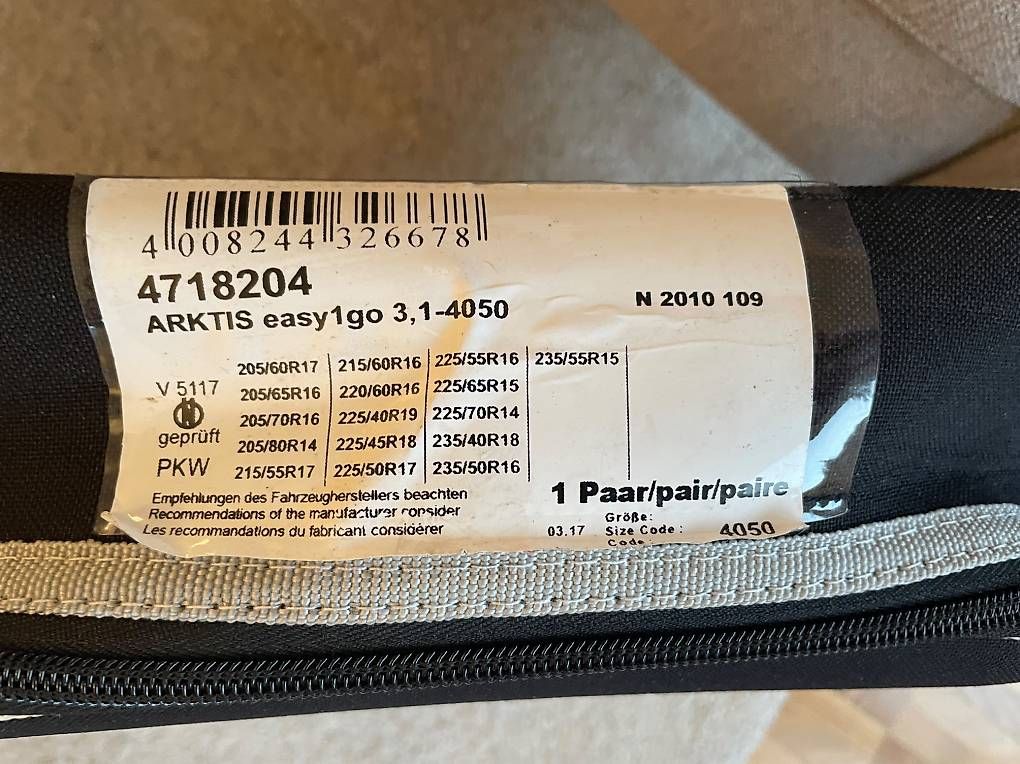 4 008244 326678
4718204
ARKTIS easy1go 3,1-4050
N 2010 109
V 5117
geprüft
PKW
205/60R17 215/60R16 225/55R16 235/55R15
205/65R16 220/60R16 225/65R15
205/70R16 225/40R19 225/70R14
205/80R14 225/45R18 235/40R18
215/55R17 225/50R17 235/50R16
Empfehlungen des Fahrzeugherstellers beachten
Recommendations of the manufacturer consider
Les recommandations du fabricant considérer
1 Paar/pair/paire
03.17
Größe:
Size Code : 4050
Code :